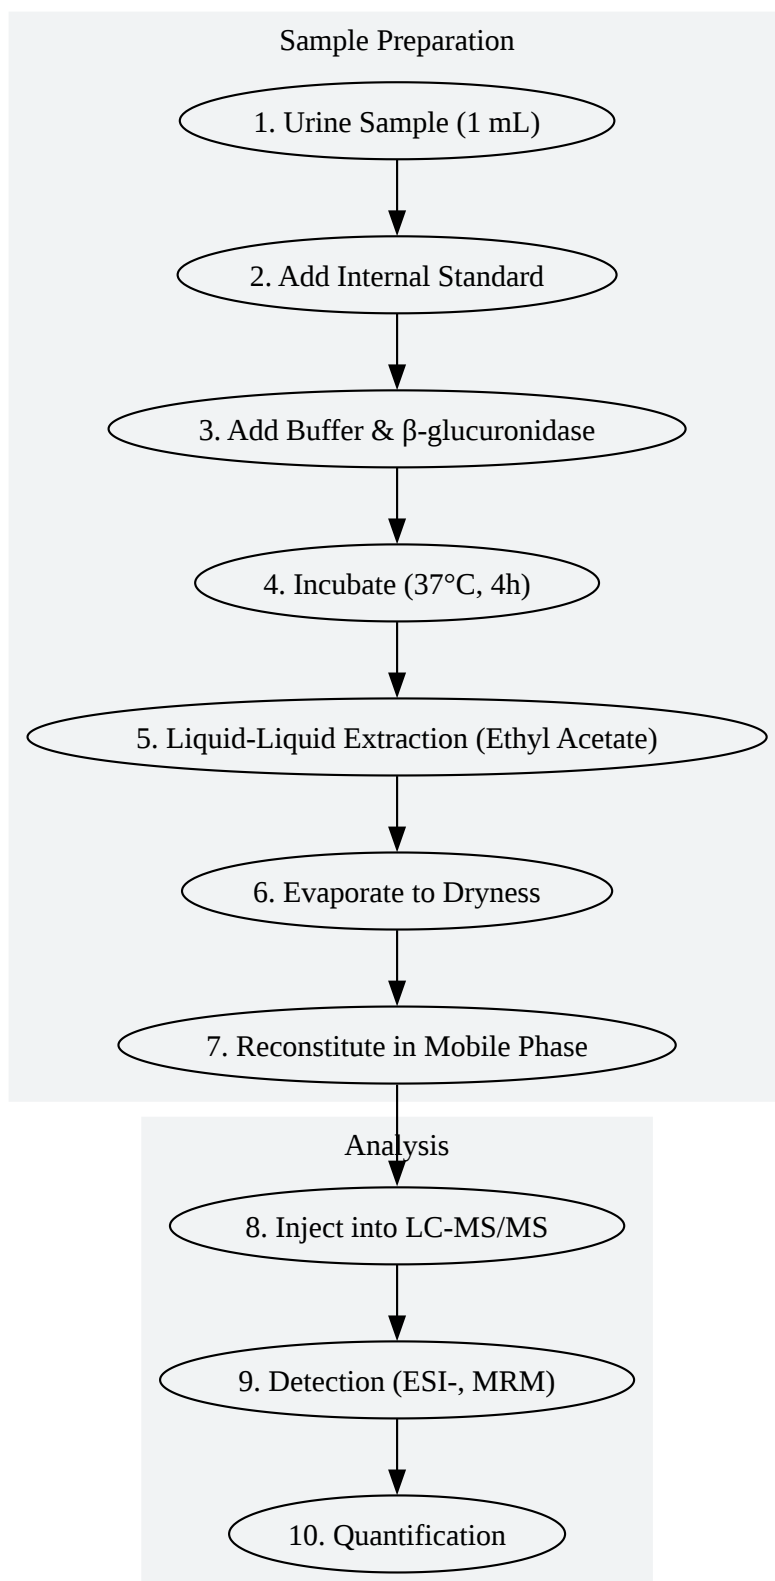 Sample Preparation
1. Urine Sample (1 mL)
2. Add Internal Standard
3. Add Buffer & β-glucuronidase
4. Incubate (37°C, 4h)
5. Liquid-Liquid Extraction (Ethyl Acetate)
6. Evaporate to Dryness
7. Reconstitute in Mobile Phase
Analysis
8. Inject into LC-MS/MS
9. Detection (ESI-, MRM)
10. Quantification